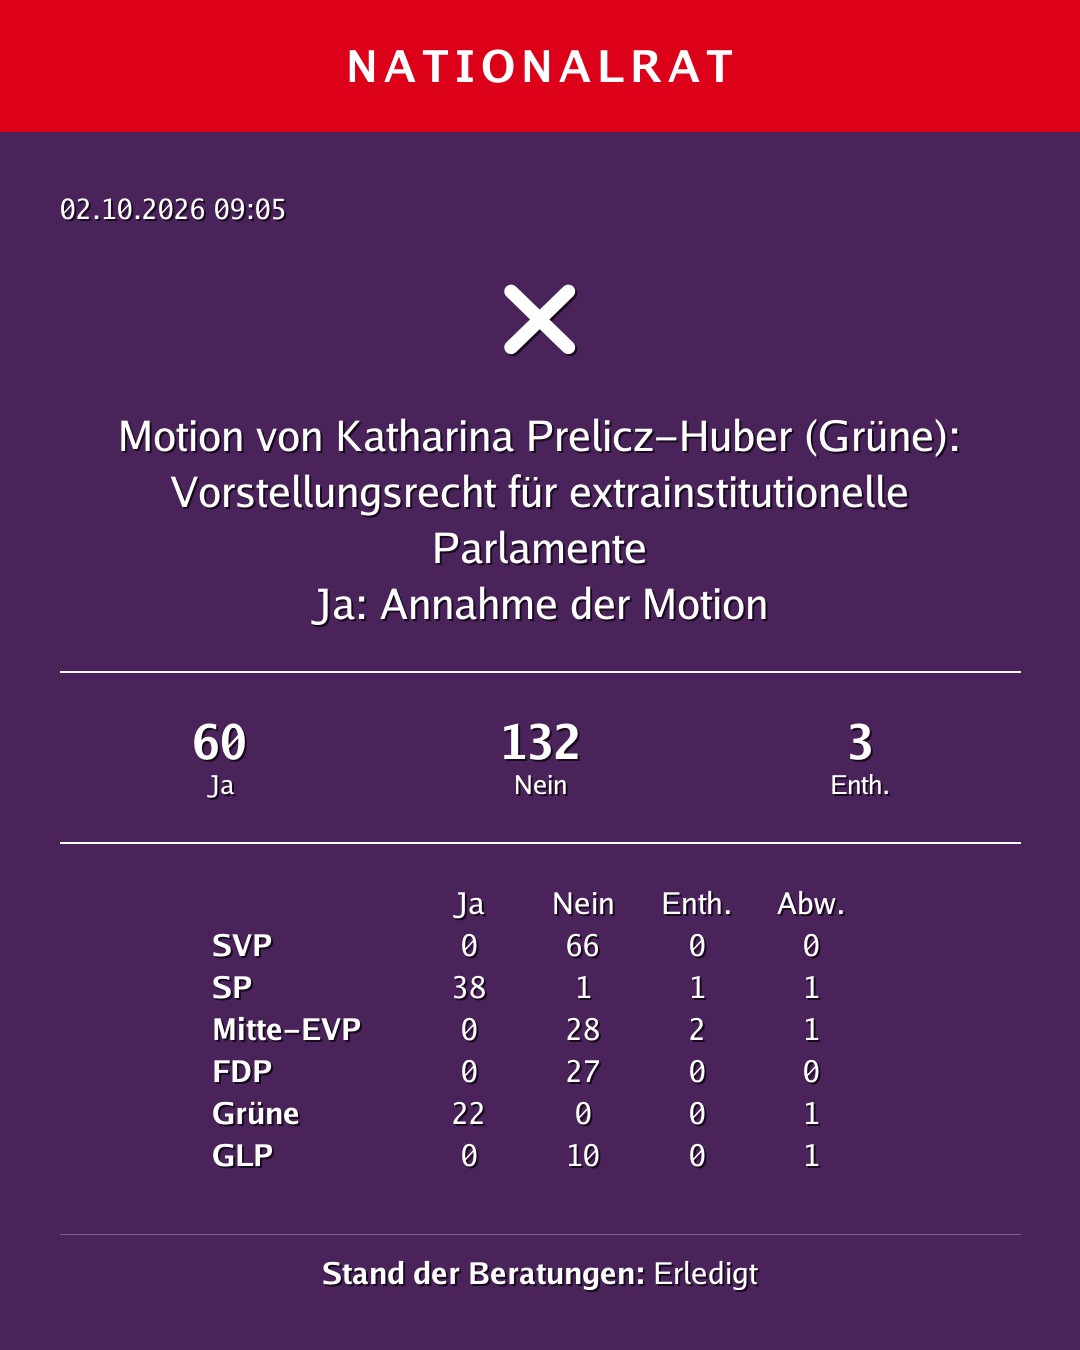 NATIONALRAT
02.10.2026 09:05
Motion von Katharina Prelicz–Huber (Grüne):
Vorstellungsrecht für extrainstitutionelle
Parlamente
Ja: Annahme der Motion
60 132 3
Ja Nein Enth.
Ja Nein Enth. Abw.
SVP 0 66 0 0
SP 38 1 1 1
Mitte–EVP 0 28 2 1
FDP 0 27 0 0
Grüne 22 0 0 1
GLP 0 10 0 1
Stand der Beratungen: Erledigt